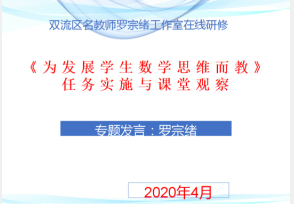 双流区名教师罗宗绪工作室在线研修
《为发展学生数学思维而教》
任务实施与课堂观察
专题发言：罗宗绪
2020年4月